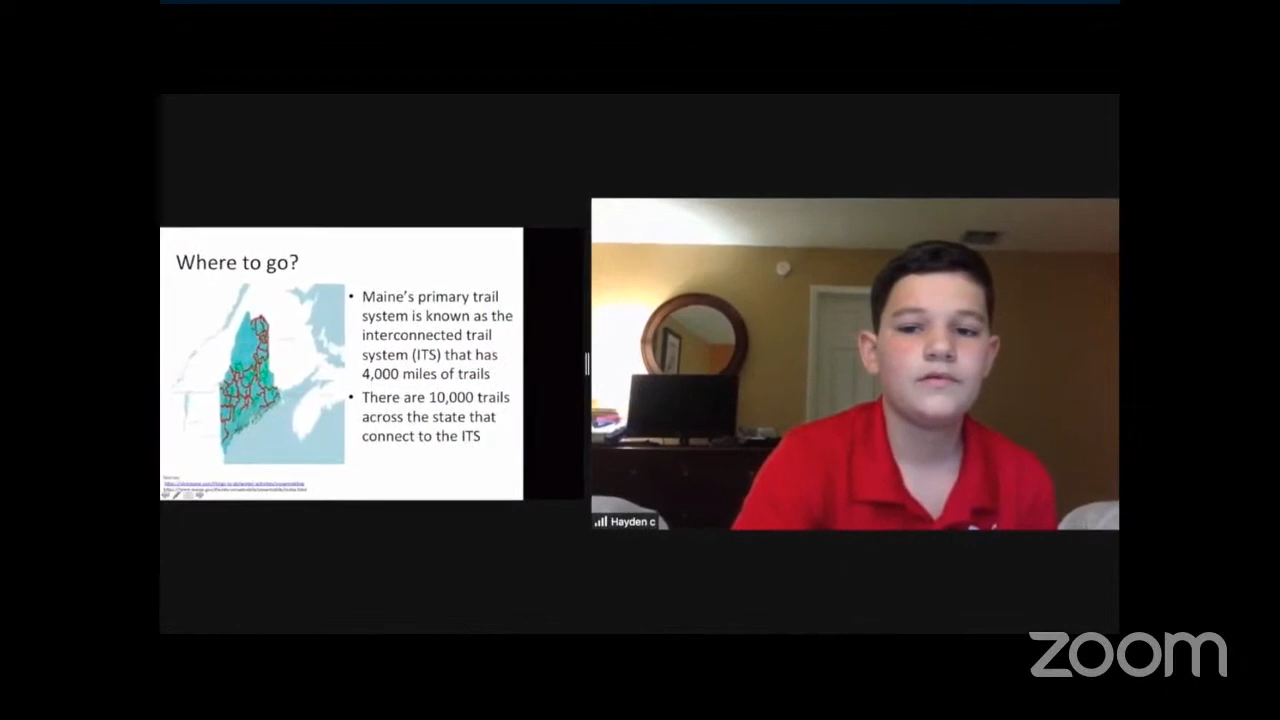 Where to go?
• Maine's primary trail
system is known as the
interconnected trail
system (ITS) that has
4,000 miles of trails
• There are 10,000 trails
across the state that
connect to the ITS
Hayden c
zoom